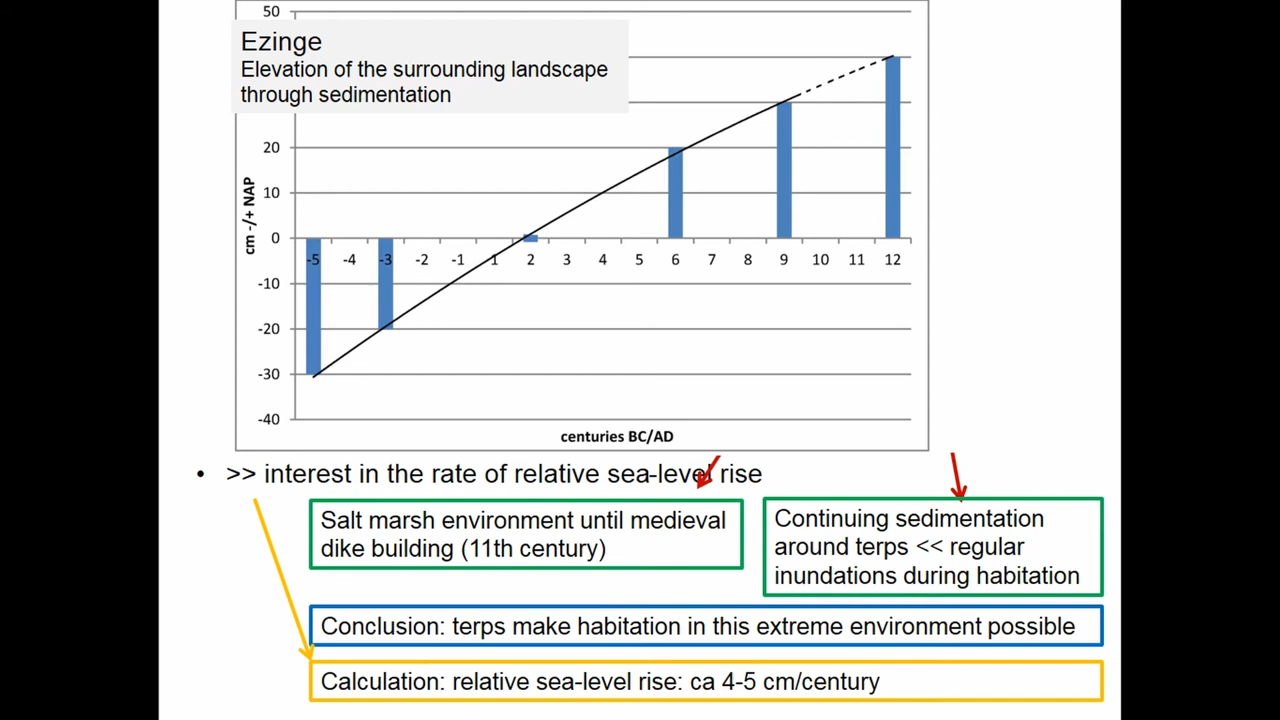 50
Ezinge
Elevation of the surrounding landscape
through sedimentation
20
10
0
-10
-20
-30
-40
cm -/+ NAP
-5 -4 -3 -2 -1 1 2 3 4 5 6 7 8 9 10 11 12
centuries BC/AD
• >> interest in the rate of relative sea-level rise
Salt marsh environment until medieval
dike building (11th century)
Continuing sedimentation
around terps << regular
inundations during habitation
Conclusion: terps make habitation in this extreme environment possible
Calculation: relative sea-level rise: ca 4-5 cm/century